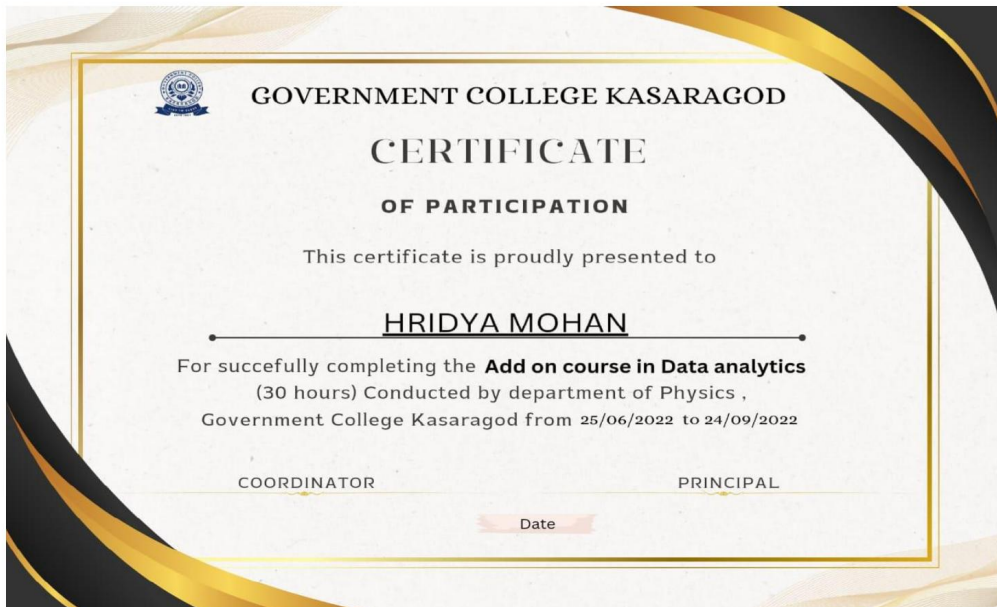 GOVERNMENT COLLEGE KASARAGOD
CERTIFICATE
OF PARTICIPATION
This certificate is proudly presented to
HRIDYA MOHAN
For succefully completing the Add on course in Data analytics
(30 hours) Conducted by department of Physics ,
Government College Kasaragod from 25/06/2022 to 24/09/2022
COORDINATOR PRINCIPAL
Date